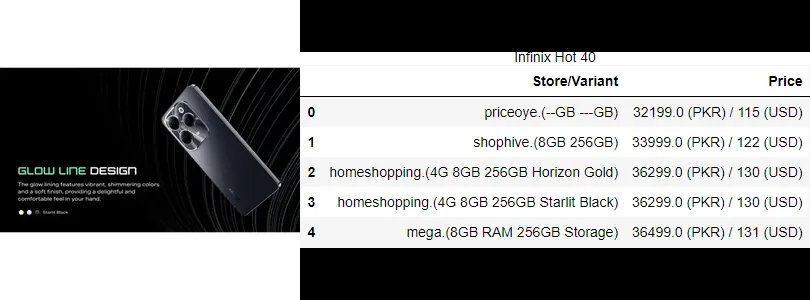 GLOW LINE DESIGN
The glow lining features vibrant, shimmering colors
and a soft finish, providing a delightful and
comfortable feel in your hand.
Starlit Black
Infinix Hot 40
Store/Variant Price
0 priceoye.(--GB ---GB) 32199.0 (PKR) / 115 (USD)
1 shophive.(8GB 256GB) 33999.0 (PKR) / 122 (USD)
2 homeshopping.(4G 8GB 256GB Horizon Gold) 36299.0 (PKR) / 130 (USD)
3 homeshopping.(4G 8GB 256GB Starlit Black) 36299.0 (PKR) / 130 (USD)
4 mega.(8GB RAM 256GB Storage) 36499.0 (PKR) / 131 (USD)